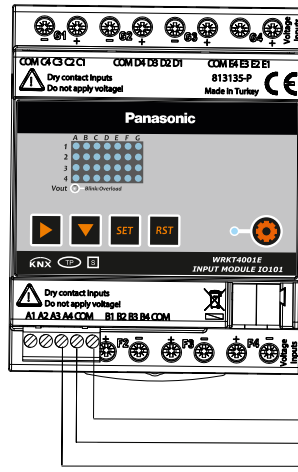 − G1 + − G2 + − G3 + − G4 + Voltage Inputs
COM C4 C3 C2 C1 COM D4 D3 D2 D1 COM E4 E3 E2 E1
Dry contact Inputs
Do not apply voltage!
813135-P
Made in Turkey CE
Panasonic
A B C D E F G
1
2
3
4
Vout Blink:Overload
SET RST
KNX TP S
WRKT4001E
INPUT MODULE IO101
Dry contact Inputs
Do not apply voltage!
A1 A2 A3 A4 COM B1 B2 B3 B4 COM
+ F2 − + F3 − + F4 − Voltage Inputs